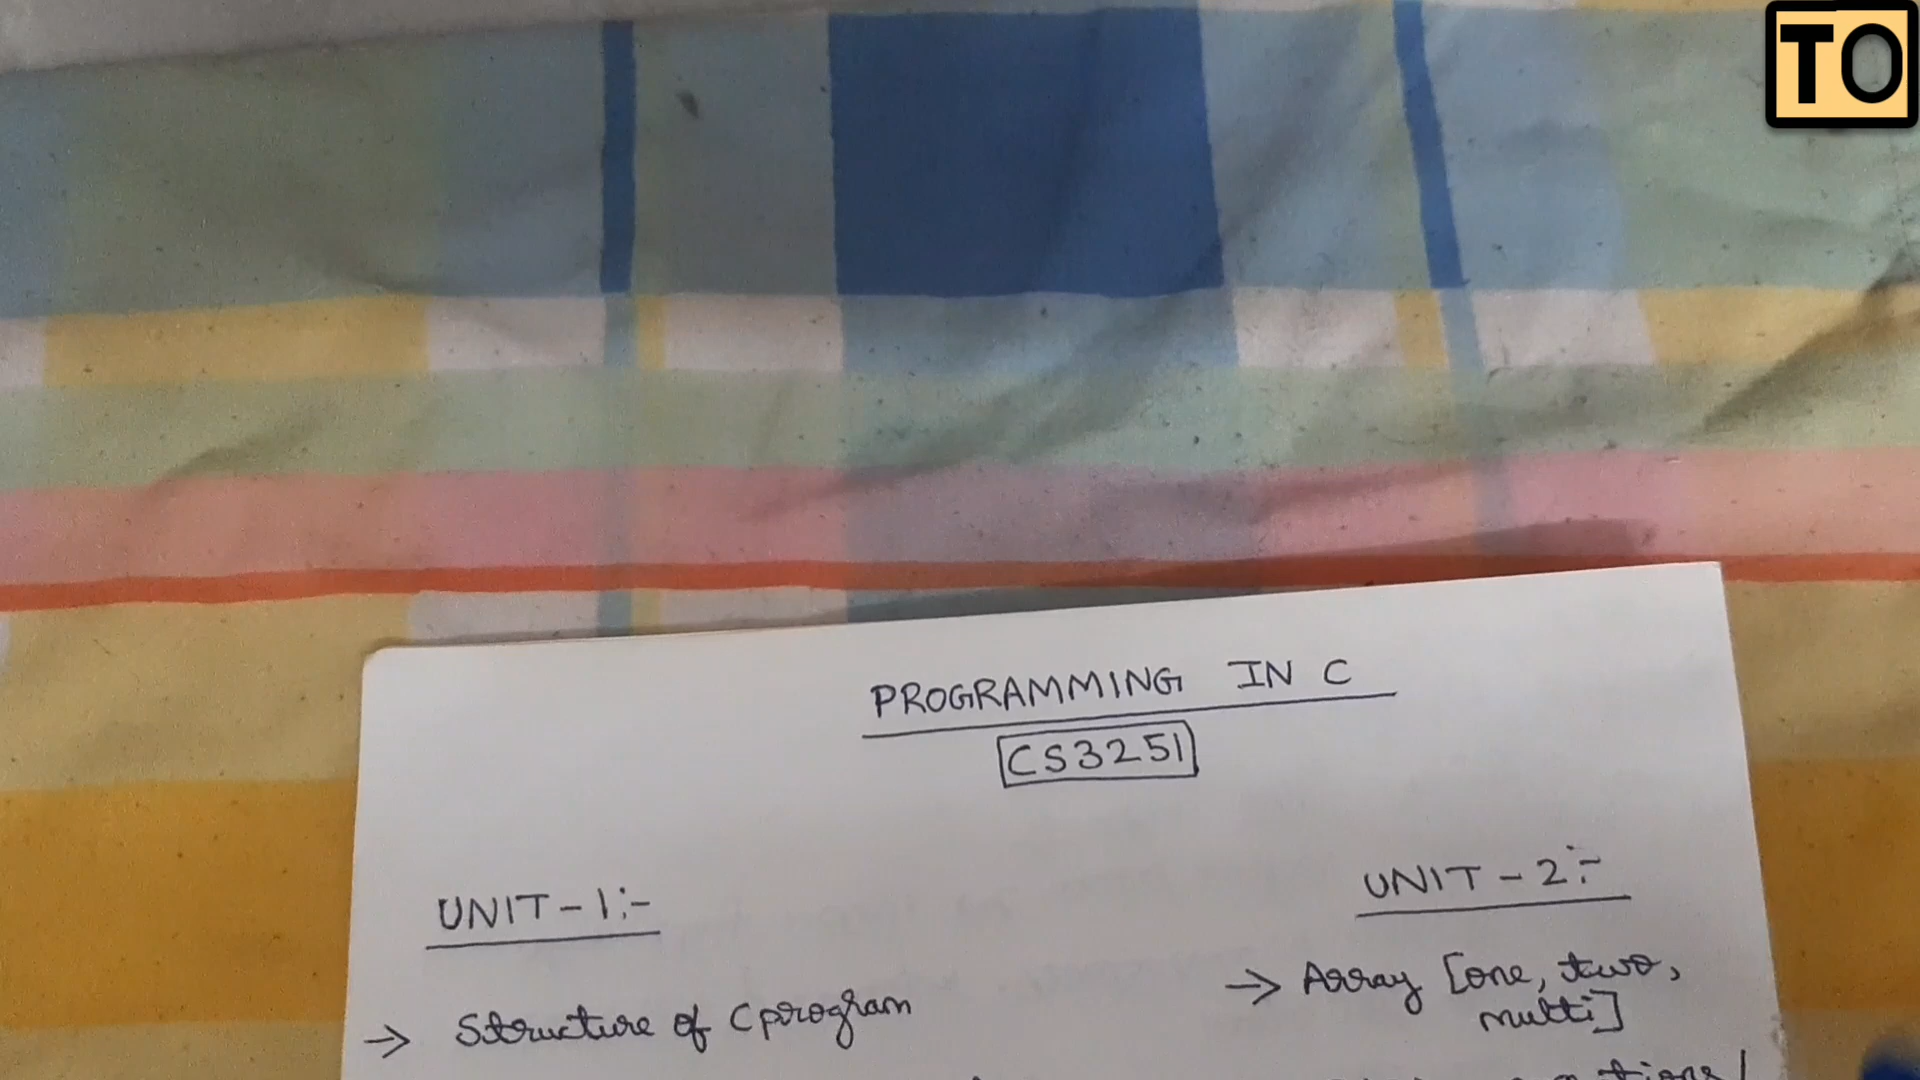 TO
PROGRAMMING IN C
CS3251
UNIT-1:-
→ Structure of C program
UNIT-2:-
→ Array [one, two,
multi]